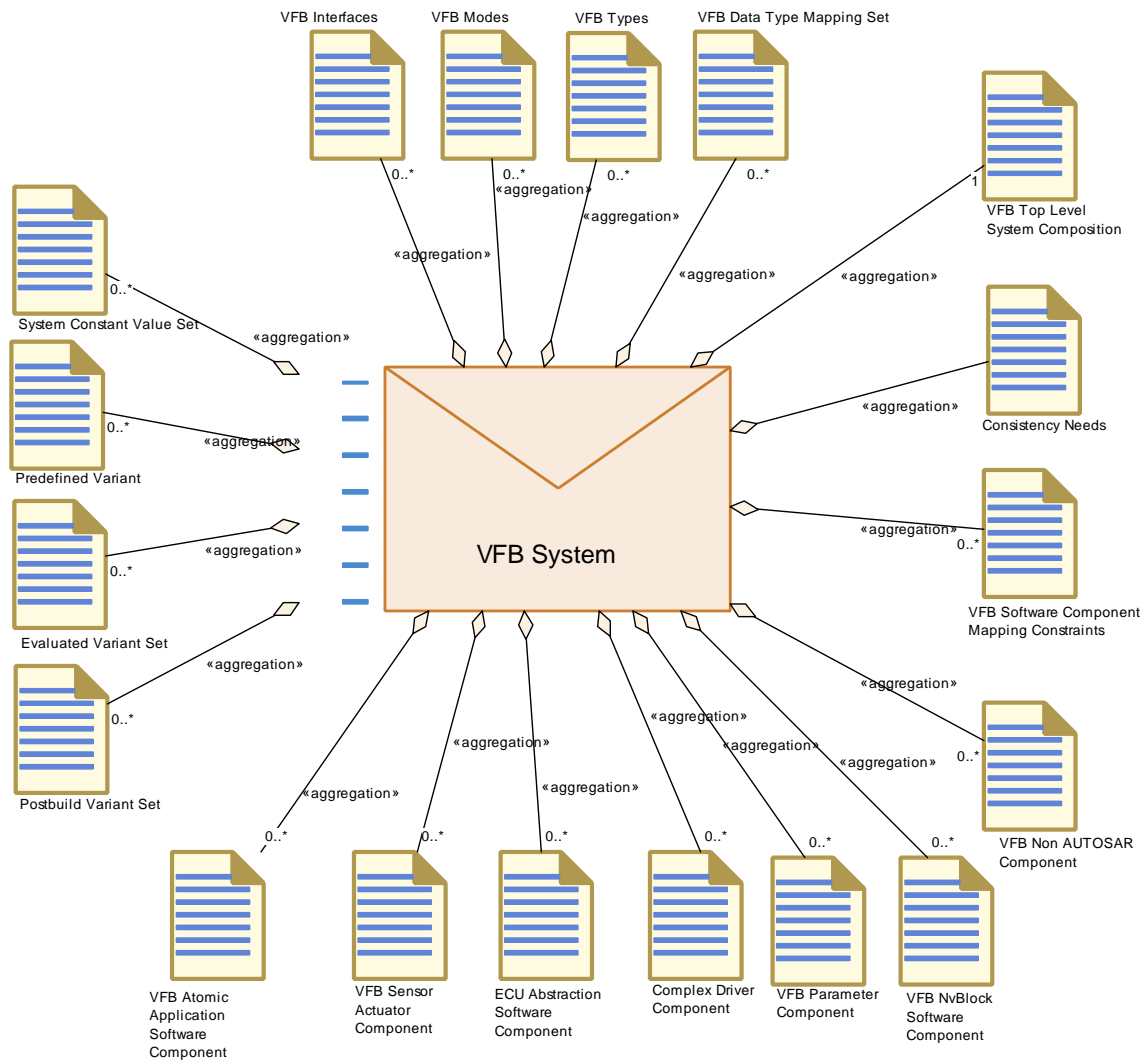 VFB Interfaces
VFB Modes
VFB Types
VFB Data Type Mapping Set
0..*
0..*
0..*
0..*
1
«aggregation»
«aggregation»
«aggregation»
«aggregation»
«aggregation»
VFB Top Level
System Composition
0..*
System Constant Value Set
«aggregation»
«aggregation»
Consistency Needs
0..*
«aggregation»
Predefined Variant
«aggregation»
0..*
VFB System
«aggregation»
0..*
VFB Software Component
Mapping Constraints
Evaluated Variant Set
«aggregation»
0..*
Postbuild Variant Set
«aggregation»
0..*
VFB Non AUTOSAR
Component
«aggregation»
«aggregation»
«aggregation»
«aggregation»
«aggregation»
«aggregation»
0..*
0..*
0..*
0..*
0..*
0..*
VFB Atomic
Application
Software
Component
VFB Sensor
Actuator
Component
ECU Abstraction
Software
Component
Complex Driver
Component
VFB Parameter
Component
VFB NvBlock
Software
Component